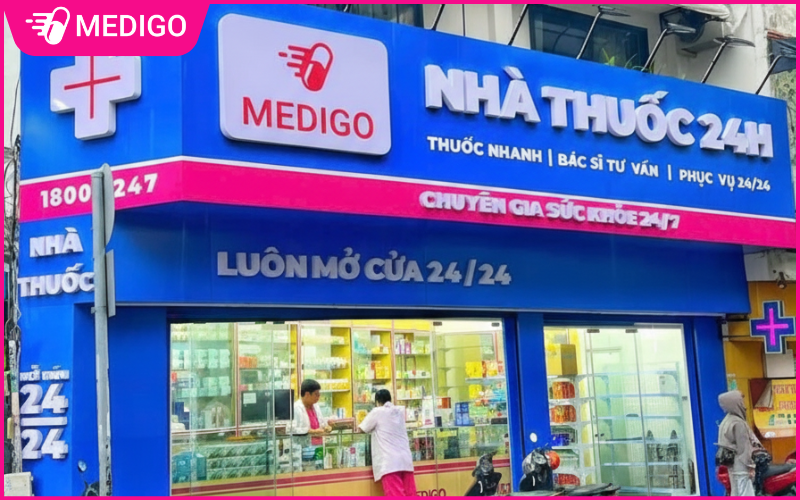 MEDIGO
MEDIGO
NHÀ THUỐC 24H
THUỐC NHANH | BÁC SĨ TƯ VẤN | PHỤC VỤ 24/24
CHUYÊN GIA SỨC KHỎE 24/7
247
LUÔN MỞ CỬA 24/24
NHÀ
THUỐC
24
24
MEDIGO